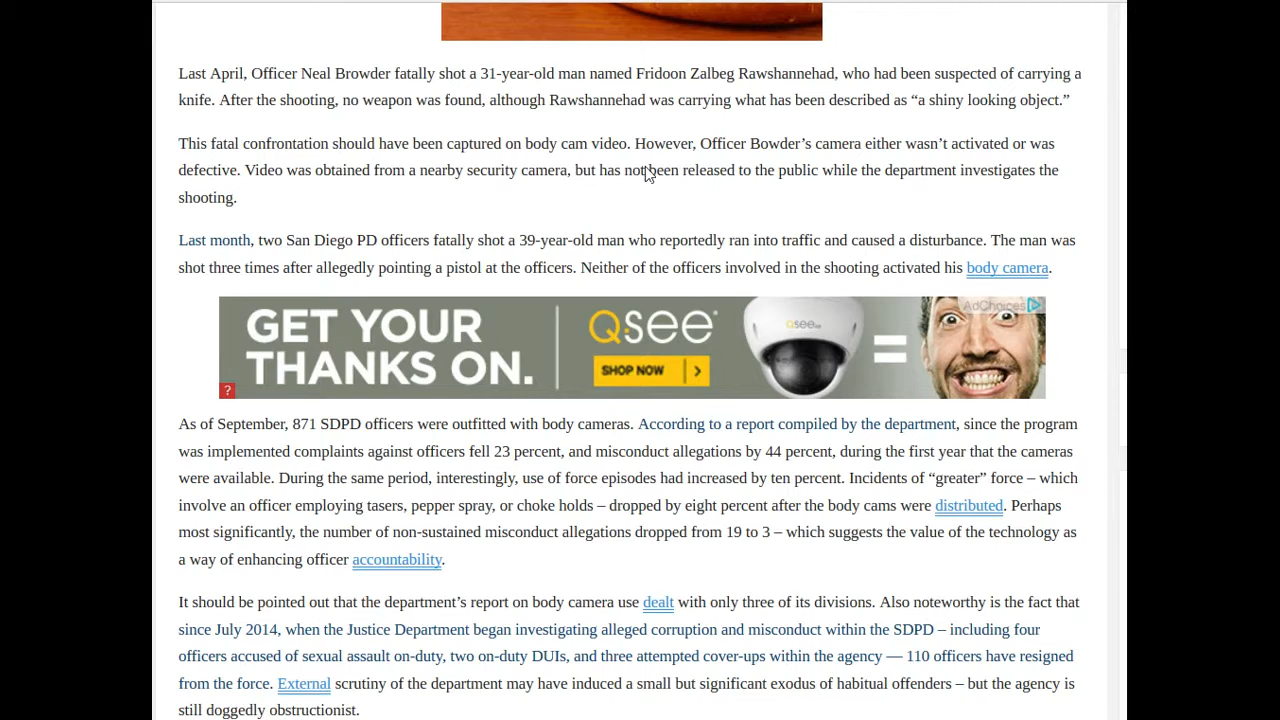 Last April, Officer Neal Browder fatally shot a 31-year-old man named Fridoon Zalbeg Rawshannehad, who had been suspected of carrying a
knife. After the shooting, no weapon was found, although Rawshannehad was carrying what has been described as “a shiny looking object.”
This fatal confrontation should have been captured on body cam video. However, Officer Bowder’s camera either wasn’t activated or was
defective. Video was obtained from a nearby security camera, but has not been released to the public while the department investigates the
shooting.
Last month, two San Diego PD officers fatally shot a 39-year-old man who reportedly ran into traffic and caused a disturbance. The man was
shot three times after allegedly pointing a pistol at the officers. Neither of the officers involved in the shooting activated his body camera.
GET YOUR
THANKS ON.
Q-See
SHOP NOW
Q-see
=
AdChoices
?
As of September, 871 SDPD officers were outfitted with body cameras. According to a report compiled by the department, since the program
was implemented complaints against officers fell 23 percent, and misconduct allegations by 44 percent, during the first year that the cameras
were available. During the same period, interestingly, use of force episodes had increased by ten percent. Incidents of “greater” force – which
involve an officer employing tasers, pepper spray, or choke holds – dropped by eight percent after the body cams were distributed. Perhaps
most significantly, the number of non-sustained misconduct allegations dropped from 19 to 3 – which suggests the value of the technology as
a way of enhancing officer accountability.
It should be pointed out that the department’s report on body camera use dealt with only three of its divisions. Also noteworthy is the fact that
since July 2014, when the Justice Department began investigating alleged corruption and misconduct within the SDPD – including four
officers accused of sexual assault on-duty, two on-duty DUIs, and three attempted cover-ups within the agency — 110 officers have resigned
from the force. External scrutiny of the department may have induced a small but significant exodus of habitual offenders – but the agency is
still doggedly obstructionist.